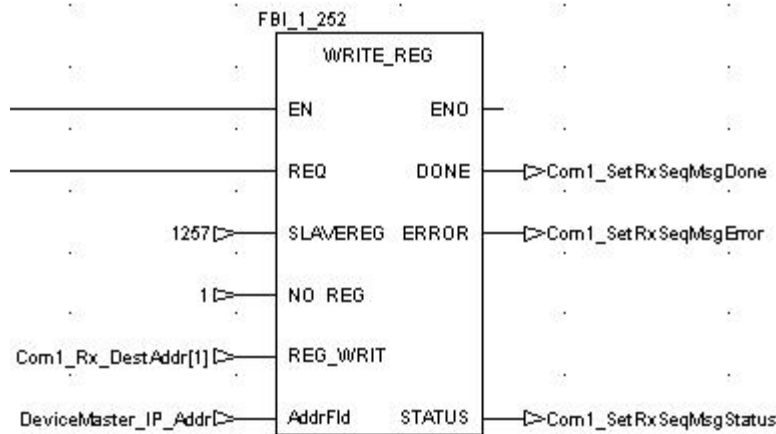 FBI_1_252
WRITE_REG
EN ENO
REQ DONE Com1_SetRxSeqMsgDone
1257 SLAVEREG ERROR Com1_SetRxSeqMsgError
1 NO REG
Com1_Rx_DestAddr[1] REG_WRIT
DeviceMaster_IP_Addr AddrFld STATUS Com1_SetRxSeqMsgStatus